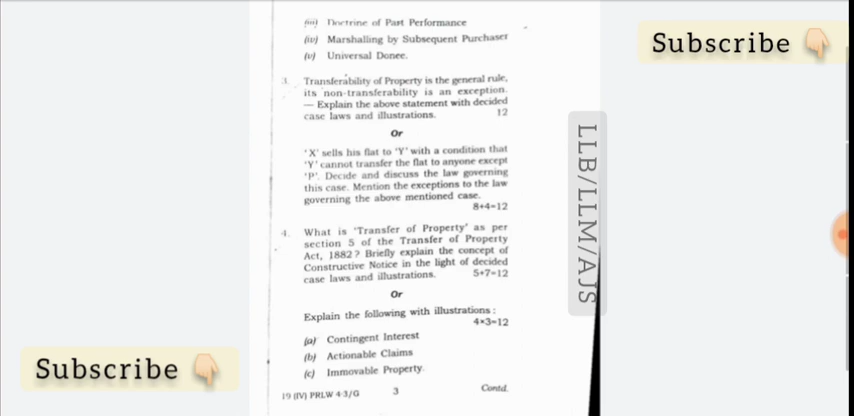 (iii) Doctrine of Part Performance
(iv) Marshalling by Subsequent Purchaser
(v) Universal Donee.
3. Transferability of Property is the general rule,
its non-transferability is an exception.
— Explain the above statement with decided
case laws and illustrations. 12
Or
'X' sells his flat to 'Y' with a condition that
'Y' cannot transfer the flat to anyone except
'P'. Decide and discuss the law governing
this case. Mention the exceptions to the law
governing the above mentioned case.
8+4=12
4. What is 'Transfer of Property' as per
section 5 of the Transfer of Property
Act, 1882? Briefly explain the concept of
Constructive Notice in the light of decided
case laws and illustrations. 5+7=12
Or
Explain the following with illustrations :
4×3=12
(a) Contingent Interest
(b) Actionable Claims
(c) Immovable Property.
19 (IV) PRLW 4·3/G 3 Contd.
Subscribe
LLB/LLM/AJS
Subscribe